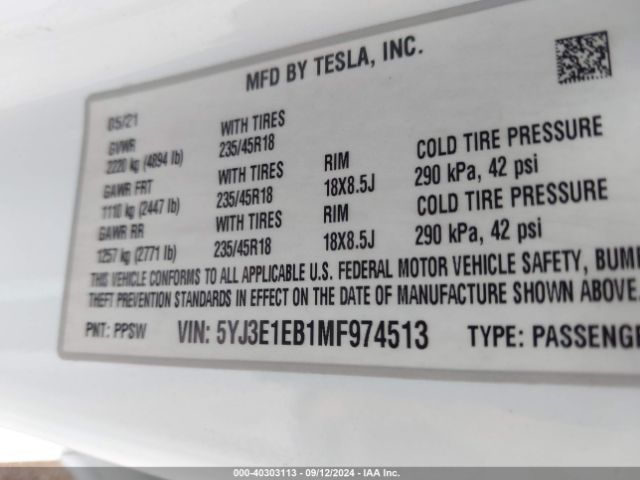 MFD BY TESLA, INC.
05/21
GVWR
2220 kg (4894 lb)
WITH TIRES
235/45R18
GAWR FRT
1110 kg (2447 lb)
WITH TIRES
235/45R18
RIM
18X8.5J
COLD TIRE PRESSURE
290 kPa, 42 psi
GAWR RR
1257 kg (2771 lb)
WITH TIRES
235/45R18
RIM
18X8.5J
COLD TIRE PRESSURE
290 kPa, 42 psi
THIS VEHICLE CONFORMS TO ALL APPLICABLE U.S. FEDERAL MOTOR VEHICLE SAFETY, BUM
THEFT PREVENTION STANDARDS IN EFFECT ON THE DATE OF MANUFACTURE SHOWN ABOVE.
PNT: PPSW VIN: 5YJ3E1EB1MF974513 TYPE: PASSENGE
000-40303113 - 09/12/2024 - IAA Inc.